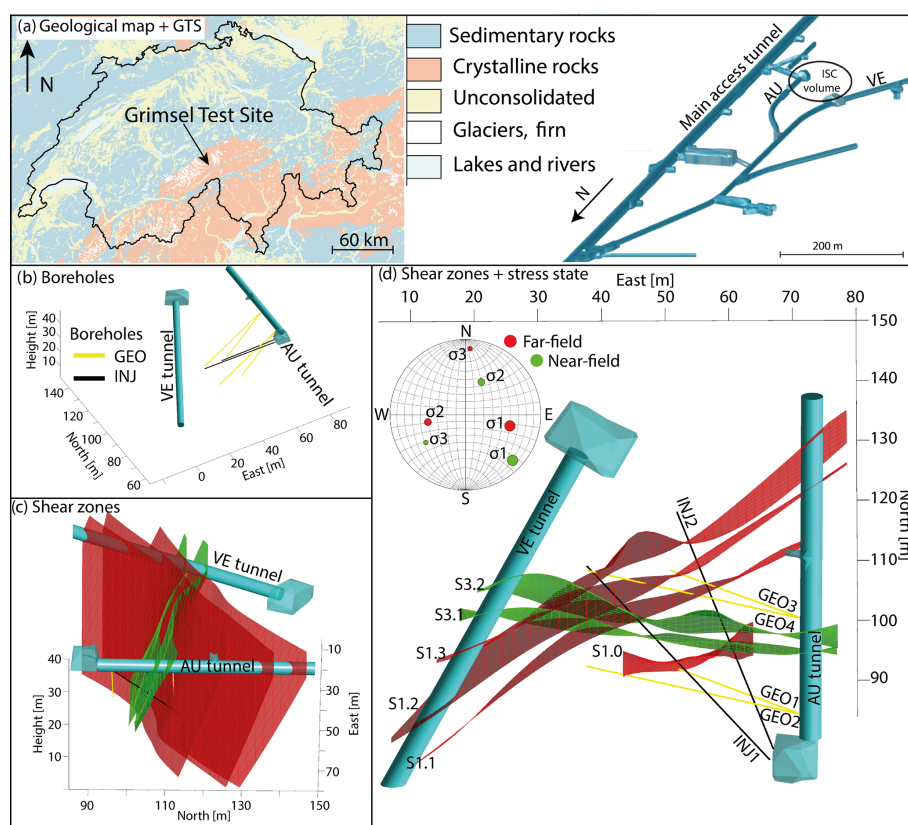 (a) Geological map + GTS
N
Grimsel Test Site
60 km
Sedimentary rocks
Crystalline rocks
Unconsolidated
Glaciers, firn
Lakes and rivers
Main access tunnel
AU
ISC
volume
VE
N
200 m
(b) Boreholes
Height [m]
40
30
20
10
Boreholes
GEO
INJ
VE tunnel
AU tunnel
140
120
100
80
60
North [m]
0
20
40
60
80
East [m]
(c) Shear zones
VE tunnel
AU tunnel
40
30
20
10
Height [m]
10
30
50
70
East [m]
90
110
130
150
North [m]
(d) Shear zones + stress state
East [m]
10
20
30
40
50
60
70
80
150
140
130
120
110
100
90
North [m]
N
E
S
W
σ3
σ2
σ2
σ1
σ3
σ1
Far-field
Near-field
VE tunnel
AU tunnel
INJ2
INJ1
GEO3
GEO4
GEO1
GEO2
S3.2
S3.1
S1.3
S1.0
S1.2
S1.1